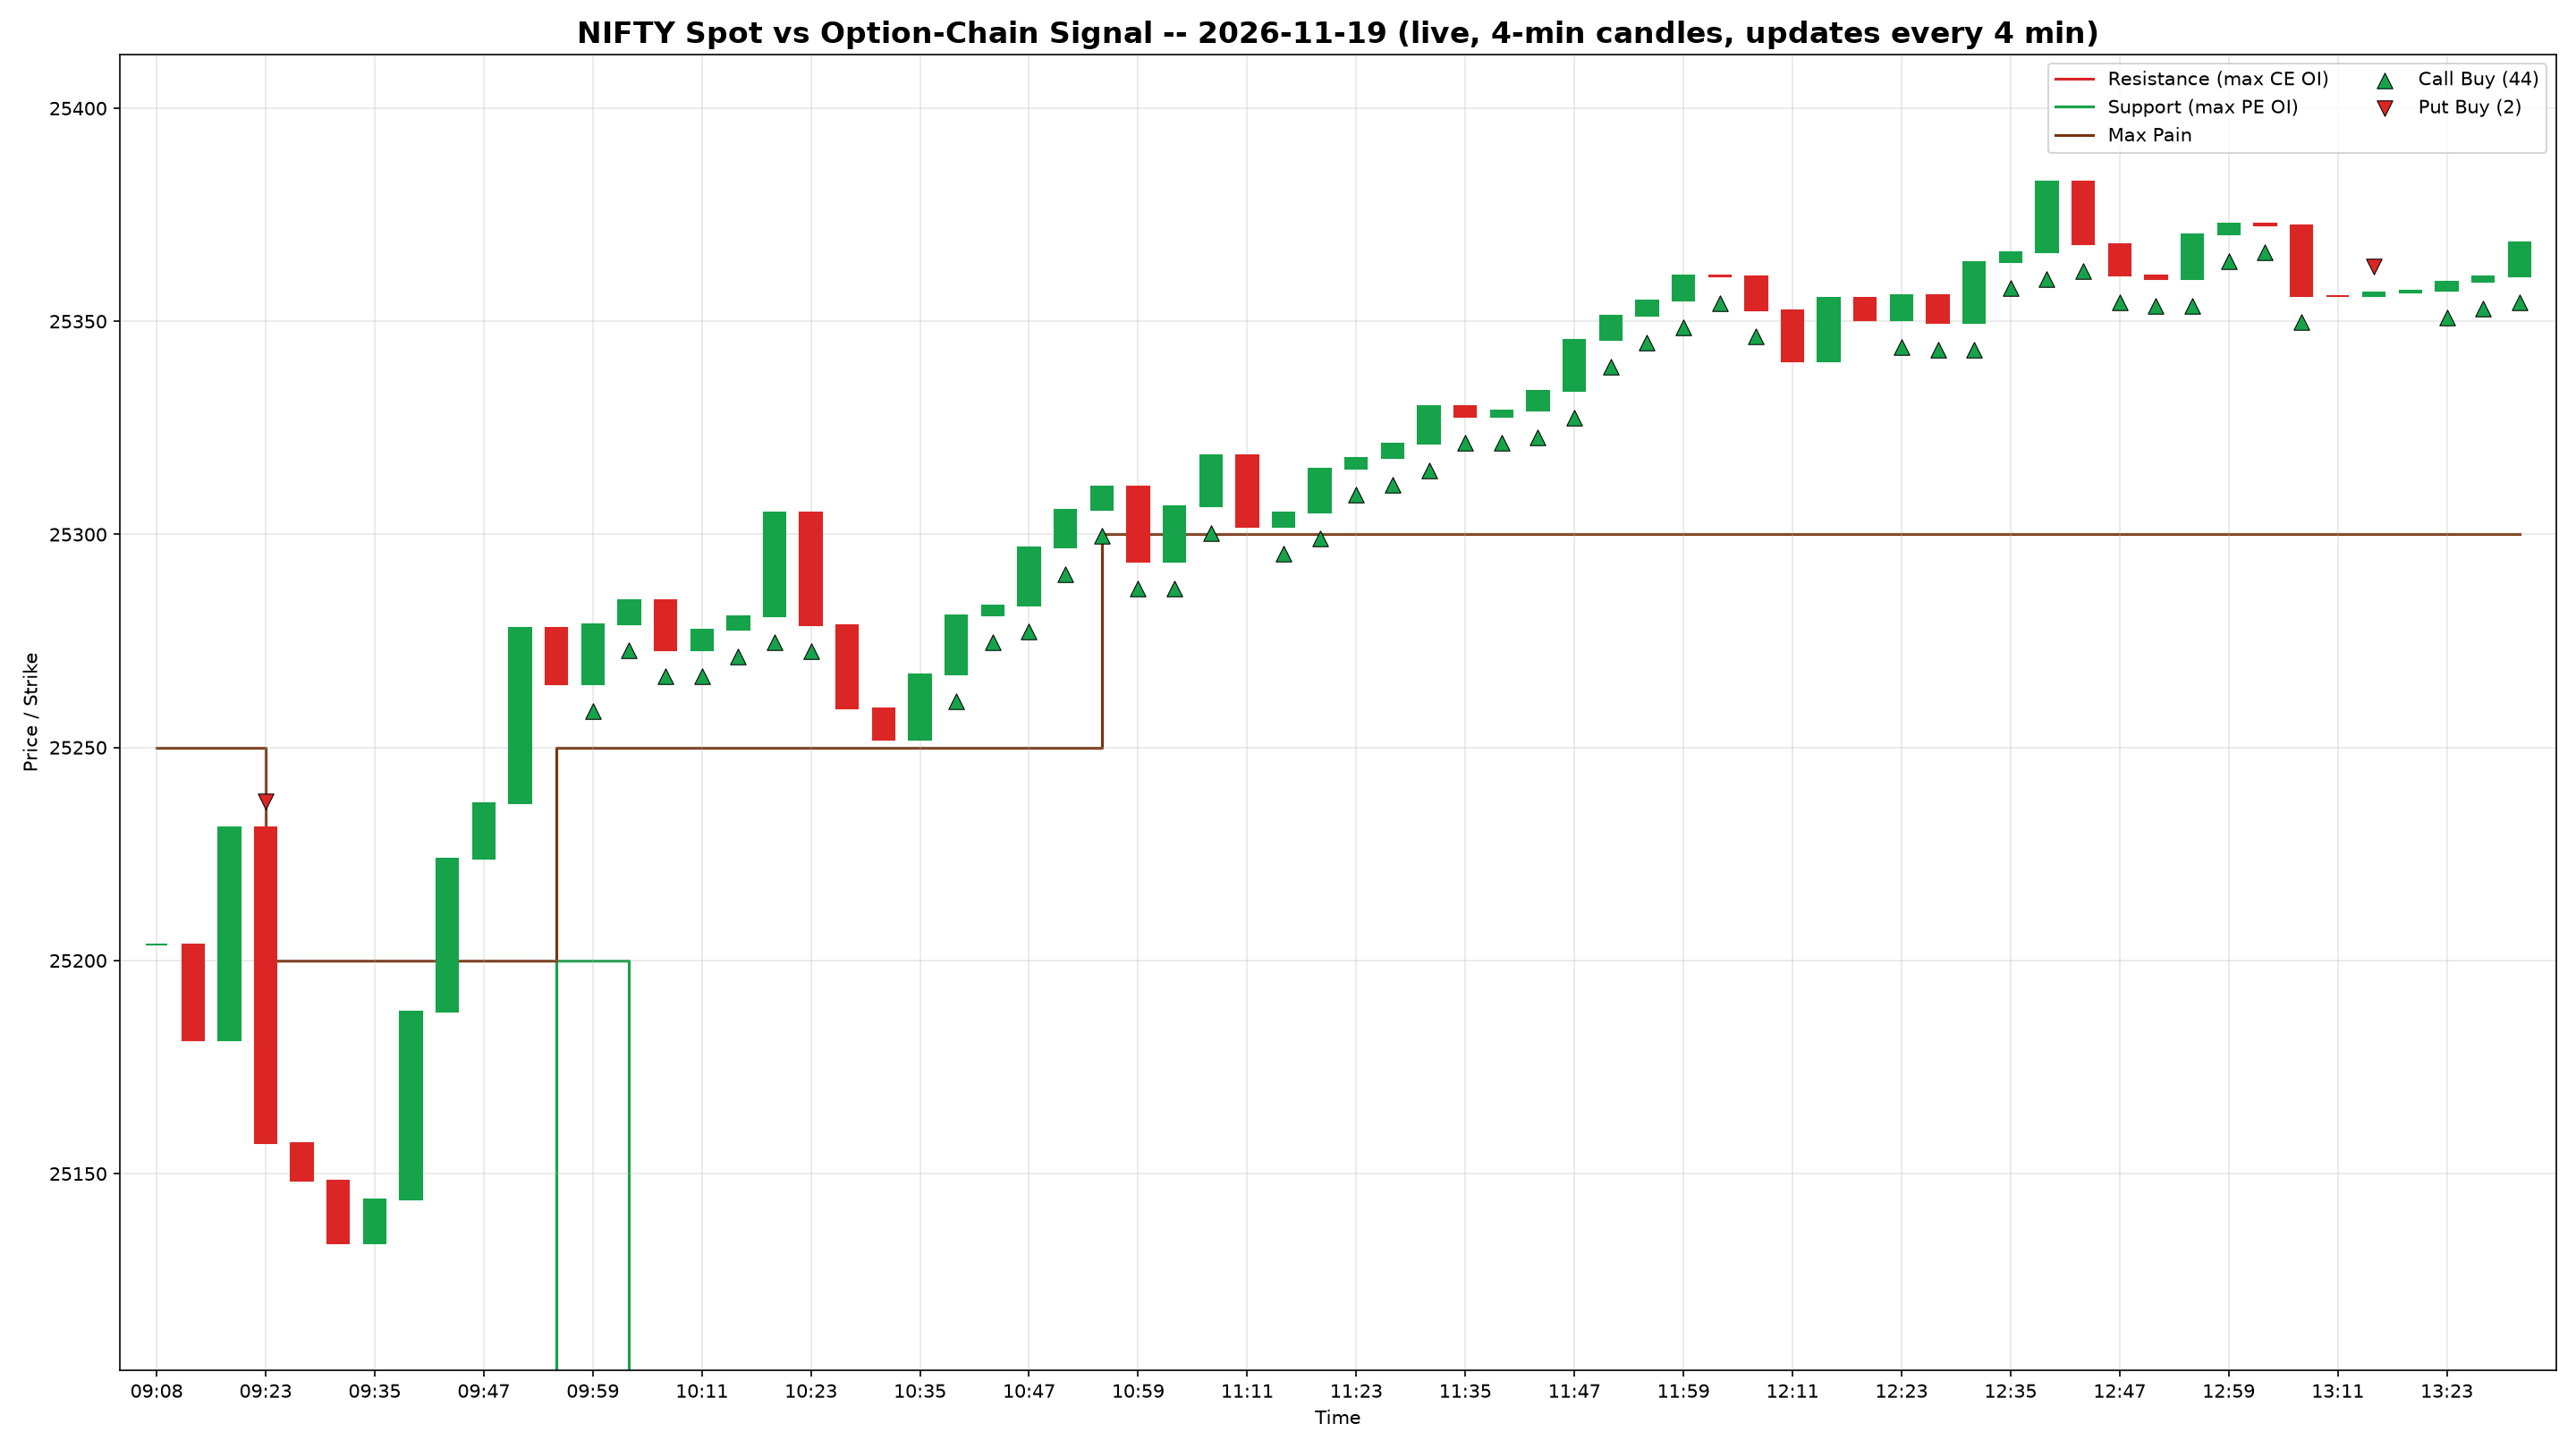 NIFTY Spot vs Option-Chain Signal -- 2026-11-19 (live, 4-min candles, updates every 4 min)
Resistance (max CE OI)
Support (max PE OI)
Max Pain
Call Buy (44)
Put Buy (2)
Price / Strike
25400
25350
25300
25250
25200
25150
09:08 09:23 09:35 09:47 09:59 10:11 10:23 10:35 10:47 10:59 11:11 11:23 11:35 11:47 11:59 12:11 12:23 12:35 12:47 12:59 13:11 13:23
Time